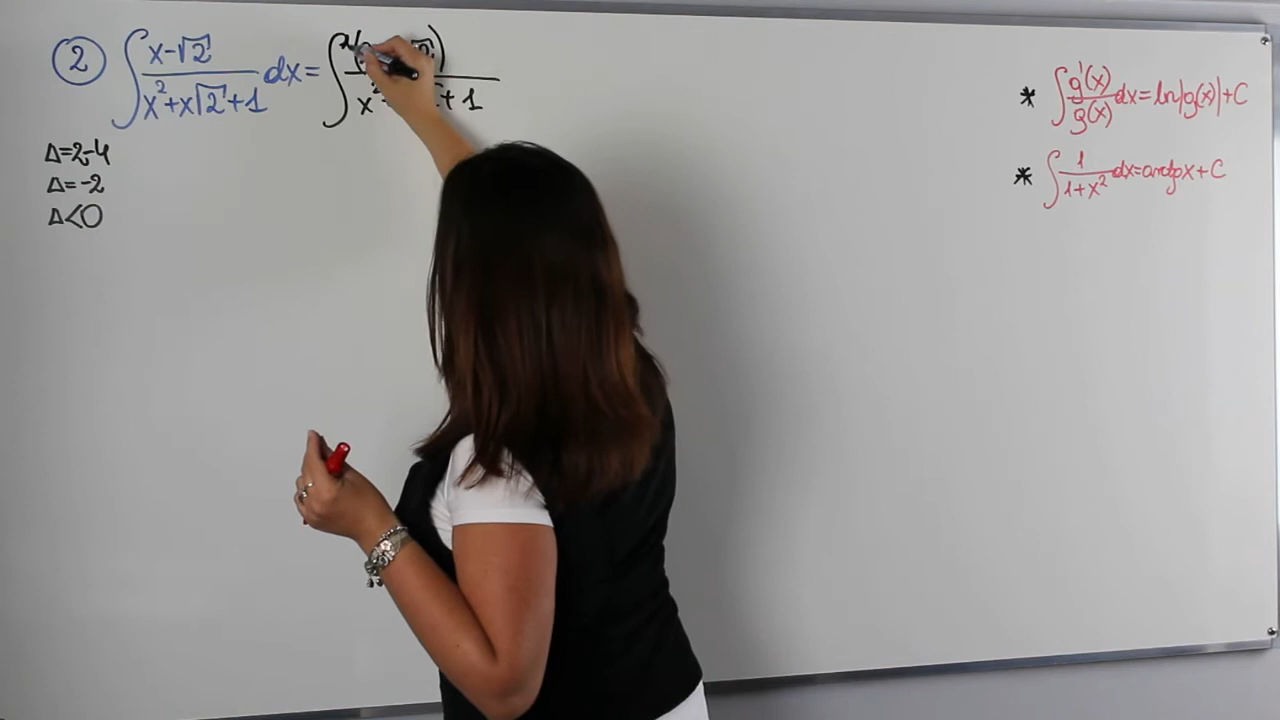 ② ∫ (x-√2)/(x²+x√2+1) dx = ∫ (√2)/(x² + 1)
Δ=2-4
Δ=-2
Δ<0
* ∫ g'(x)/g(x) dx = ln|g(x)| + C
* ∫ 1/(1+x²) dx = arctgx + C